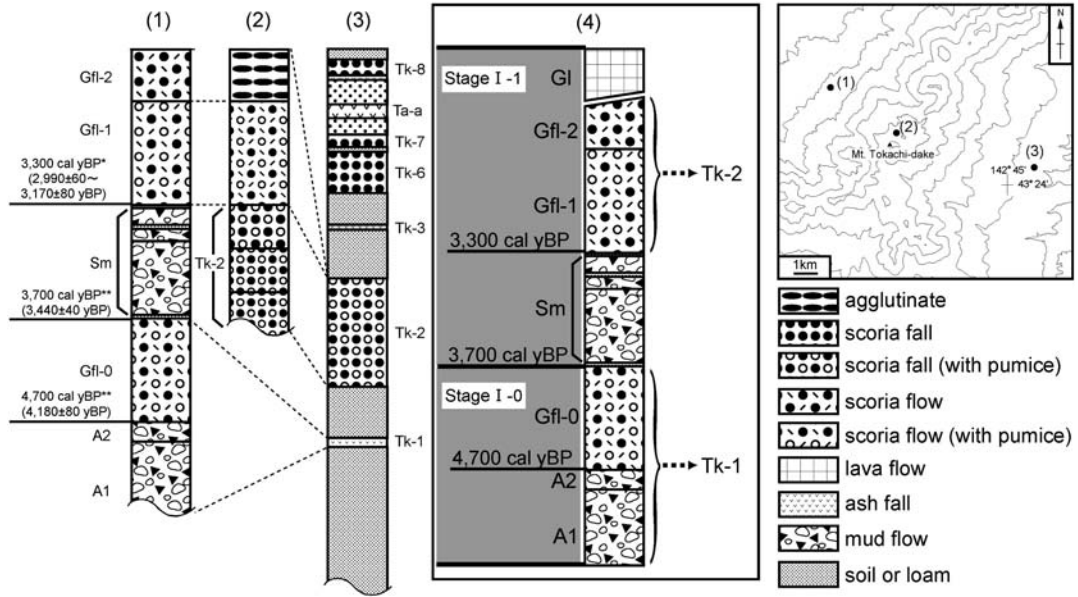 (1)
(2)
(3)
(4)
Gfl-2
Gfl-1
3,300 cal yBP*
(2,990±60~
3,170±80 yBP)
Sm
3,700 cal yBP**
(3,440±40 yBP)
Gfl-0
4,700 cal yBP**
(4,180±80 yBP)
A2
A1
Tk-2
Tk-8
Ta-a
Tk-7
Tk-6
Tk-3
Tk-2
Tk-1
Stage I-1
Gl
Gfl-2
Gfl-1
3,300 cal yBP
Sm
3,700 cal yBP
Stage I-0
Gfl-0
4,700 cal yBP
A2
A1
Tk-2
Tk-1
N
(1)
(2)
Mt. Tokachi-dake
(3)
142° 45'
43° 24'
1km
agglutinate
scoria fall
scoria fall (with pumice)
scoria flow
scoria flow (with pumice)
lava flow
ash fall
mud flow
soil or loam